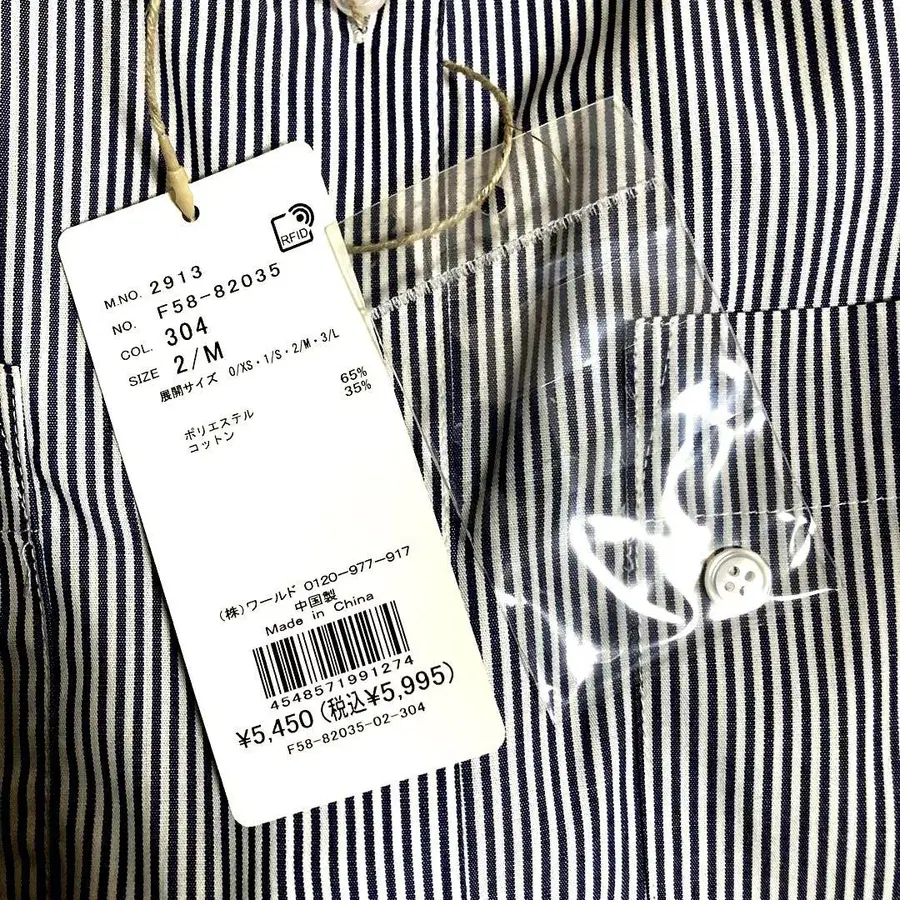 RFID
M.NO. 2913
NO. F58-82035
COL. 304
SIZE 2/M
展開サイズ 0/XS・1/S・2/M・3/L
ポリエステル 65%
コットン 35%
(株)ワールド 0120-977-917
中国製
Made in China
4548571991274
¥5,450(税込¥5,995)
F58-82035-02-304